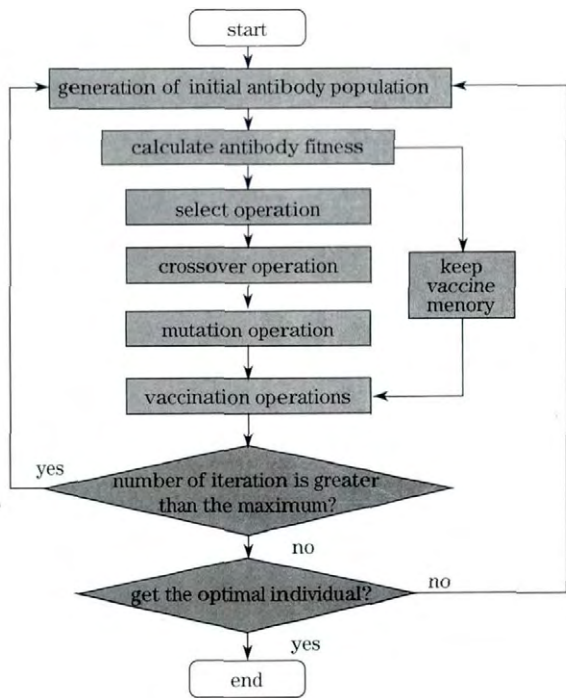 start
generation of initial antibody population
calculate antibody fitness
select operation
crossover operation
keep
vaccine
menory
mutation operation
vaccination operations
yes
number of iteration is greater
than the maximum?
no
get the optimal individual?
no
yes
end